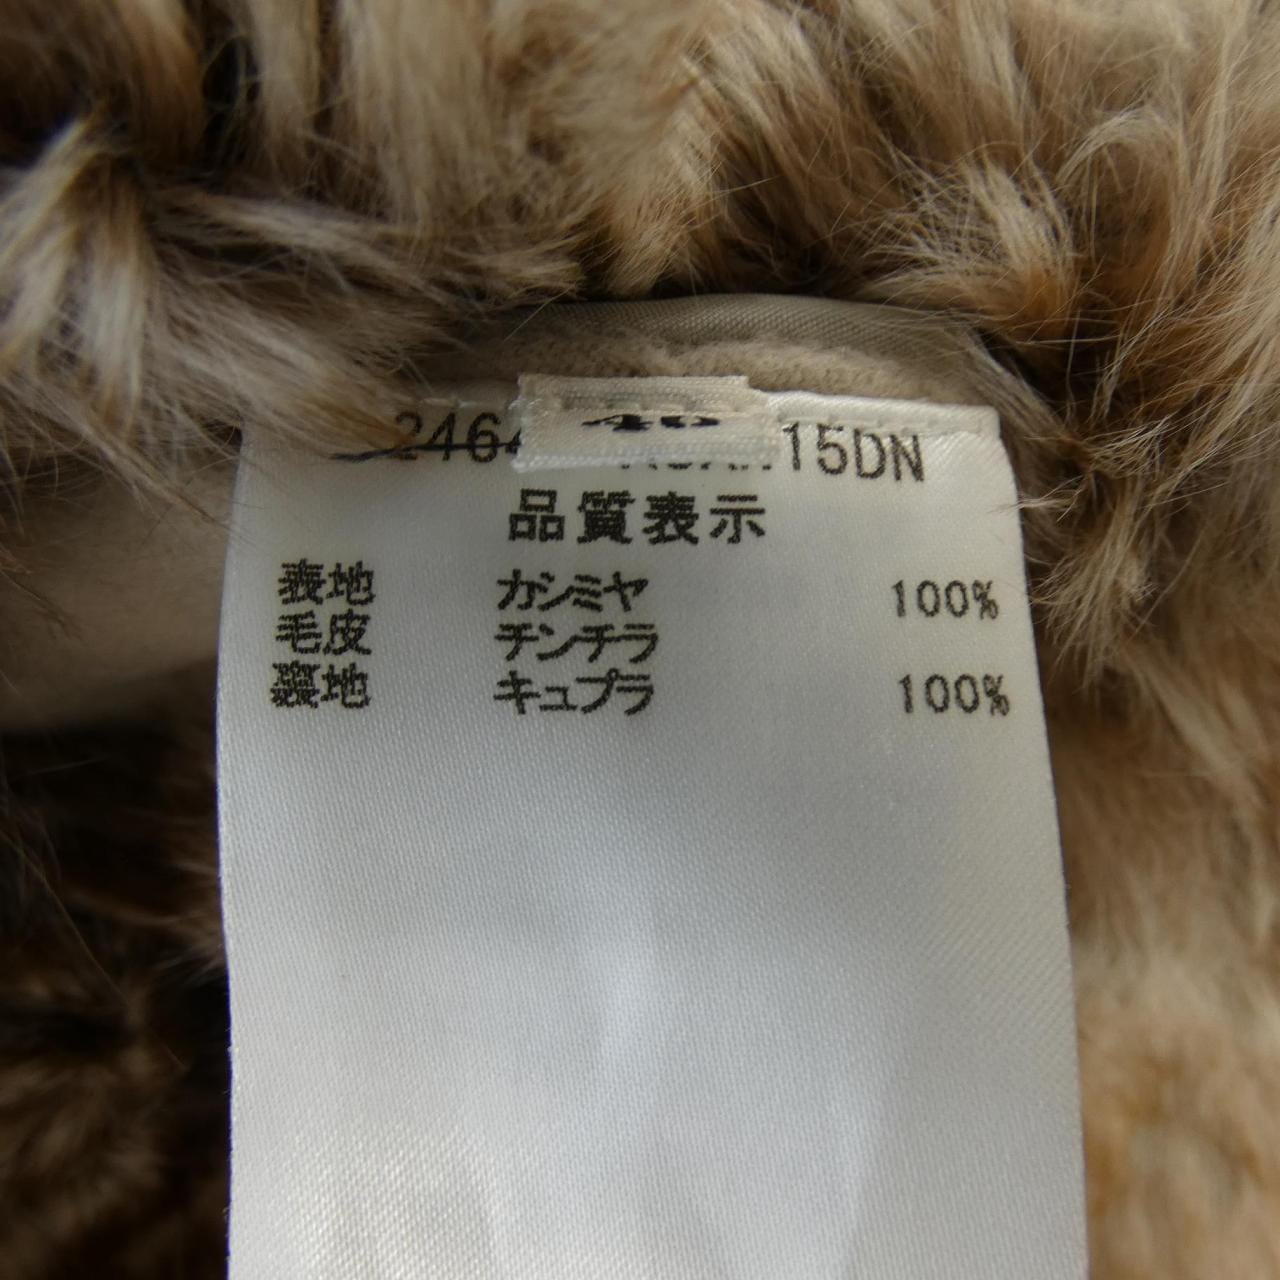 40
15DN
品質表示
表地 カシミヤ 100%
毛皮 チンチラ
裏地 キュプラ 100%